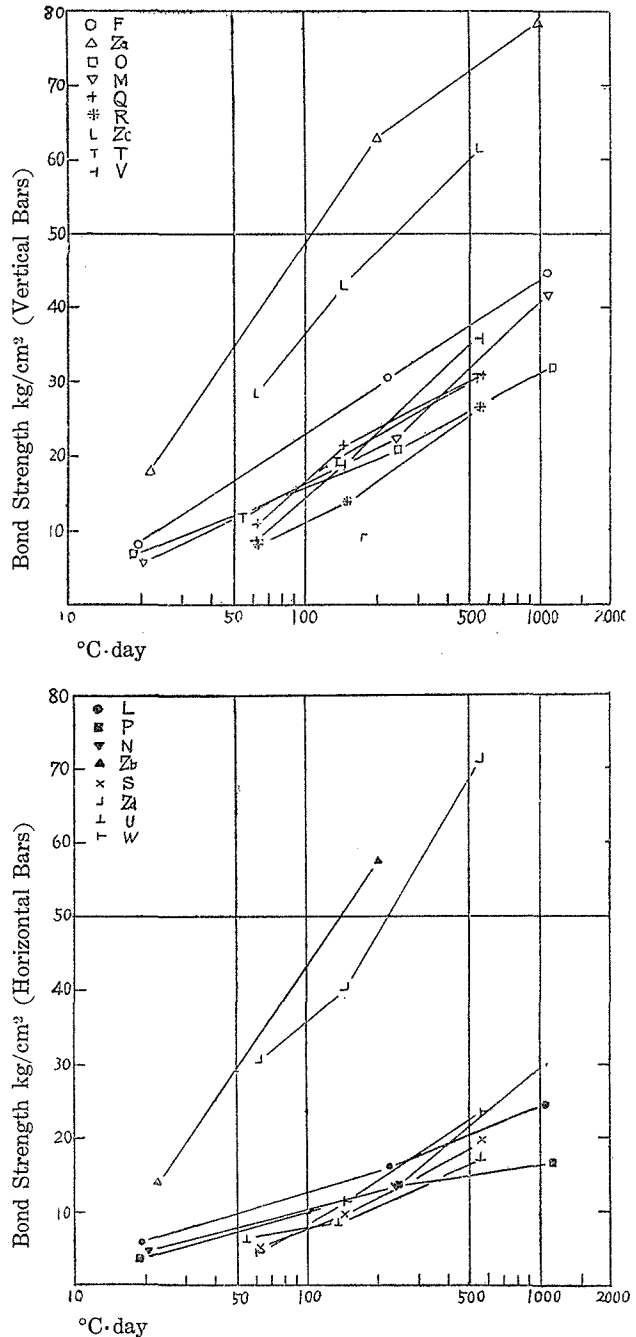 80
70
60
50
40
30
20
10
Bond Strength kg/cm² (Vertical Bars)
F
Za
O
M
Q
R
Zc
T
V
10 50 100 500 1000 2000
°C·day
80
70
60
50
40
30
20
10
Bond Strength kg/cm² (Horizontal Bars)
L
P
N
Zb
S
Zd
U
W
10 50 100 500 1000 2000
°C·day